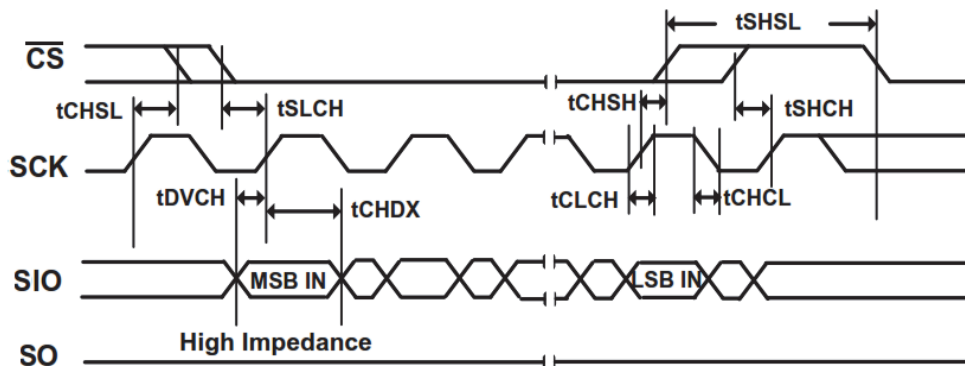 tSHSL
CS
tCHSL
tSLCH
tCHSH
tSHCH
SCK
tDVCH
tCHDX
tCLCH
tCHCL
SIO
MSB IN
LSB IN
High Impedance
SO